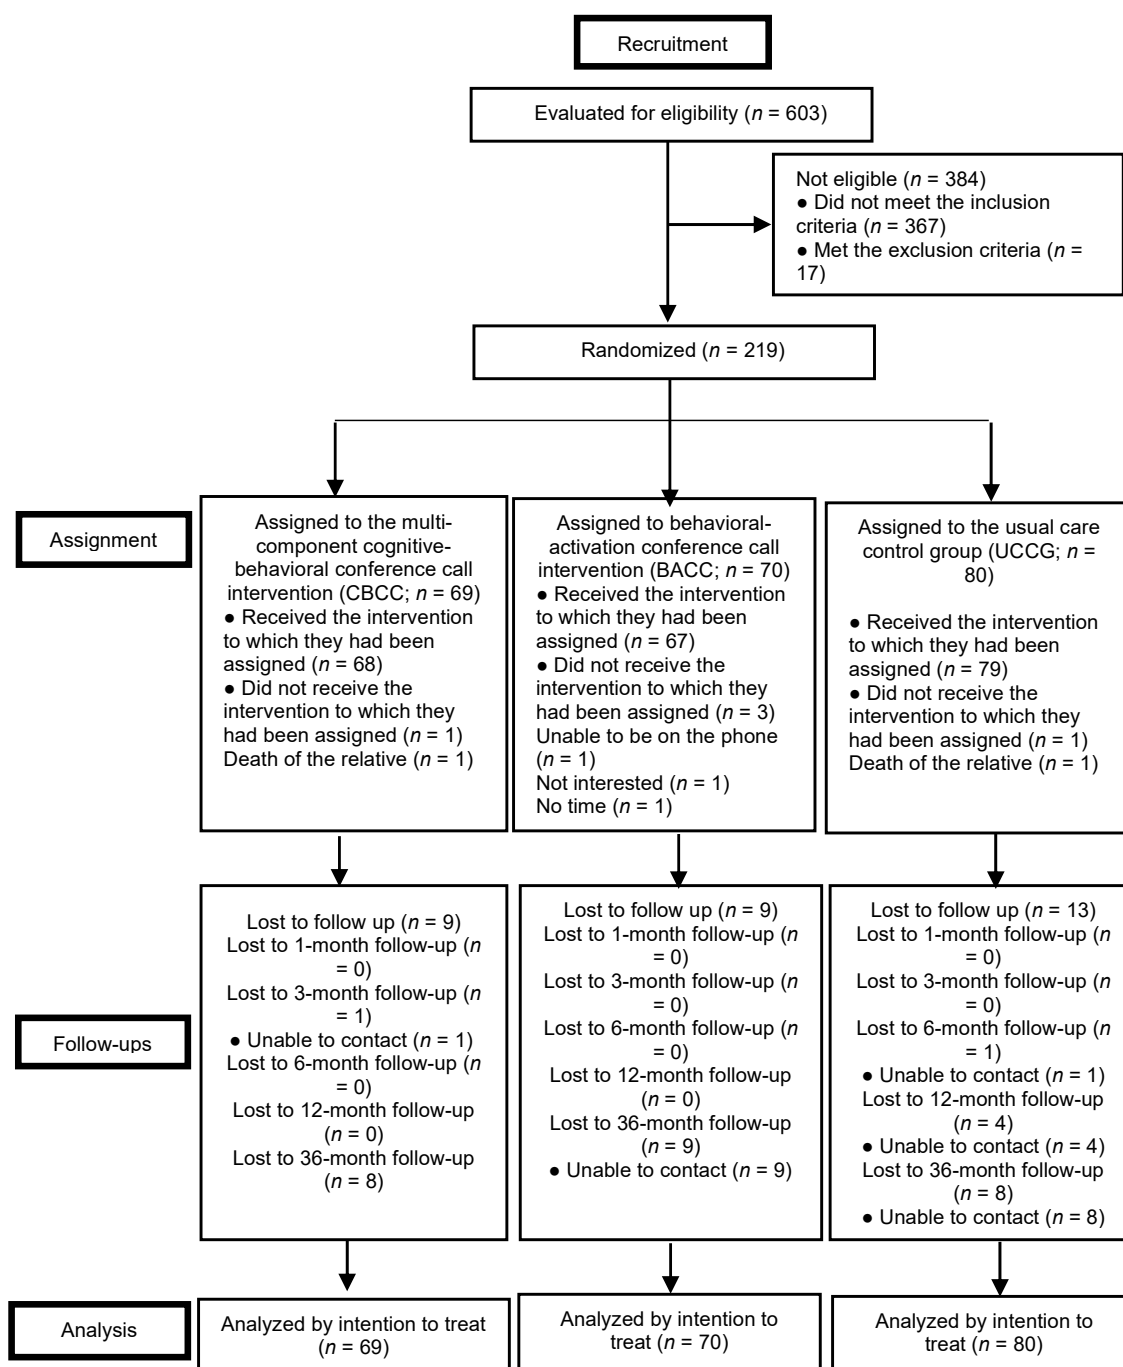 Recruitment
Evaluated for eligibility (n = 603)
Not eligible (n = 384)
● Did not meet the inclusion
criteria (n = 367)
● Met the exclusion criteria (n =
17)
Randomized (n = 219)
Assignment
Assigned to the multi-
component cognitive-
behavioral conference call
intervention (CBCC; n = 69)
● Received the intervention
to which they had been
assigned (n = 68)
● Did not receive the
intervention to which they
had been assigned (n = 1)
Death of the relative (n = 1)
Assigned to behavioral-
activation conference call
intervention (BACC; n = 70)
● Received the intervention
to which they had been
assigned (n = 67)
● Did not receive the
intervention to which they
had been assigned (n = 3)
Unable to be on the phone
(n = 1)
Not interested (n = 1)
No time (n = 1)
Assigned to the usual care
control group (UCCG; n =
80)
● Received the intervention
to which they had been
assigned (n = 79)
● Did not receive the
intervention to which they
had been assigned (n = 1)
Death of the relative (n = 1)
Follow-ups
Lost to follow up (n = 9)
Lost to 1-month follow-up (n
= 0)
Lost to 3-month follow-up (n
= 1)
● Unable to contact (n = 1)
Lost to 6-month follow-up (n
= 0)
Lost to 12-month follow-up
(n = 0)
Lost to 36-month follow-up
(n = 8)
Lost to follow up (n = 9)
Lost to 1-month follow-up (n
= 0)
Lost to 3-month follow-up (n
= 0)
Lost to 6-month follow-up (n
= 0)
Lost to 12-month follow-up
(n = 0)
Lost to 36-month follow-up
(n = 9)
● Unable to contact (n = 9)
Lost to follow up (n = 13)
Lost to 1-month follow-up (n
= 0)
Lost to 3-month follow-up (n
= 0)
Lost to 6-month follow-up (n
= 1)
● Unable to contact (n = 1)
Lost to 12-month follow-up
(n = 4)
● Unable to contact (n = 4)
Lost to 36-month follow-up
(n = 8)
● Unable to contact (n = 8)
Analysis
Analyzed by intention to treat
(n = 69)
Analyzed by intention to
treat (n = 70)
Analyzed by intention to
treat (n = 80)